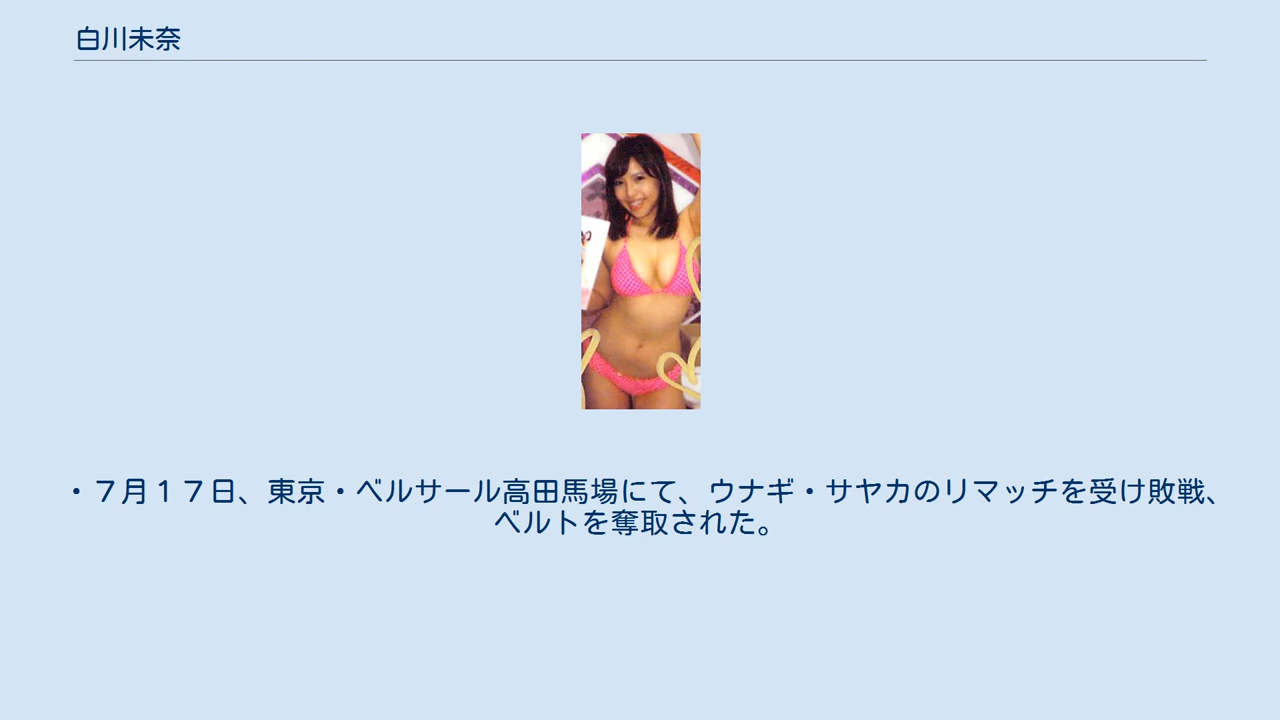 白川未奈
・７月１７日、東京・ベルサール高田馬場にて、ウナギ・サヤカのリマッチを受け敗戦、
ベルトを奪取された。